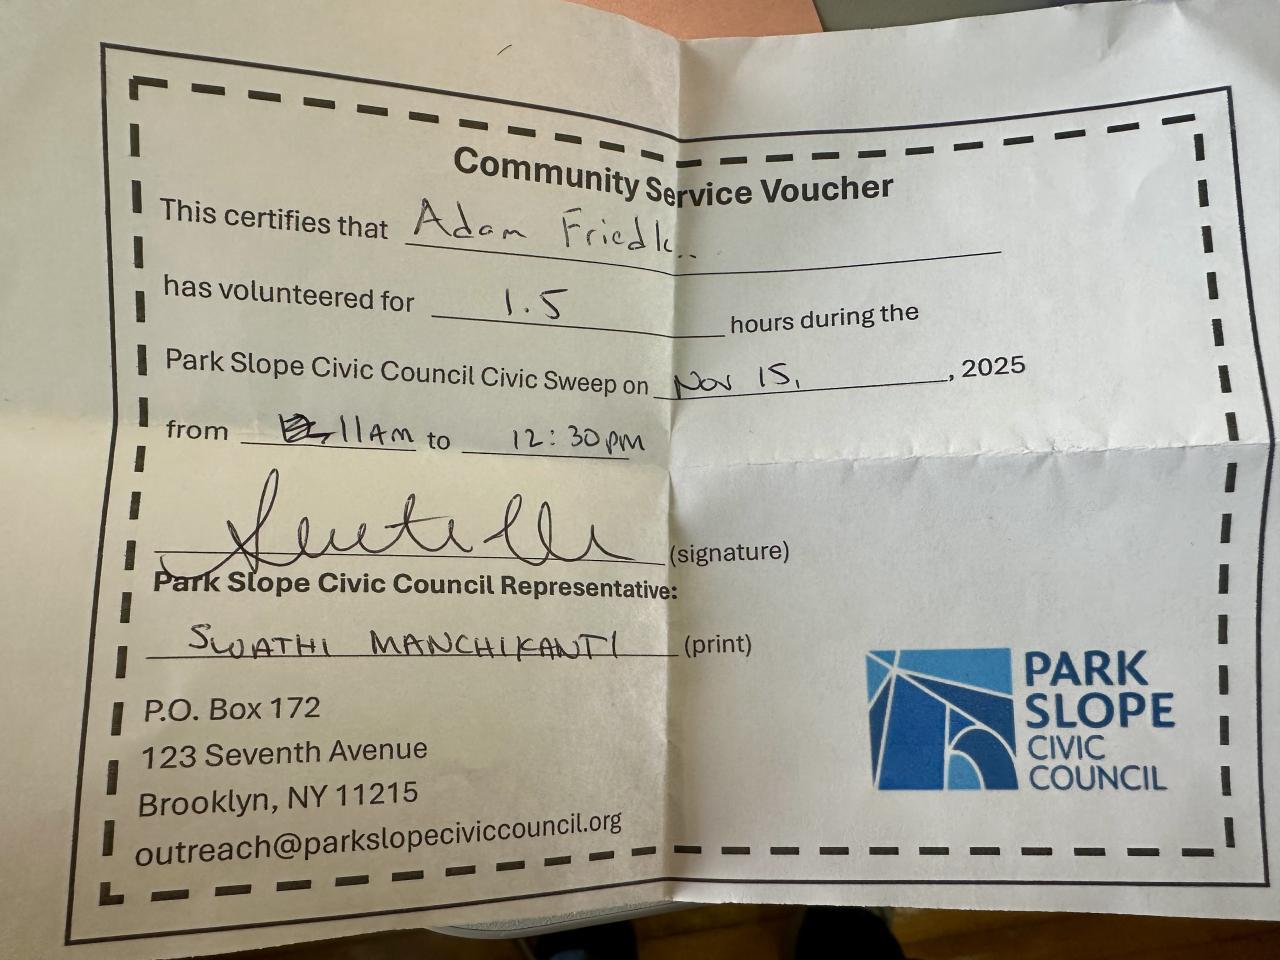 Community Service Voucher
This certifies that Adam
has volunteered for 1.5 hours during the
Park Slope Civic Council Civic Sweep on Nov 15, , 2025
from 11AM to 12:30PM
(signature)
Park Slope Civic Council Representative:
SWATHI MANCHIKANTI (print)
P.O. Box 172
123 Seventh Avenue
Brooklyn, NY 11215
outreach@parkslopeciviccouncil.org
PARK
SLOPE
CIVIC
COUNCIL